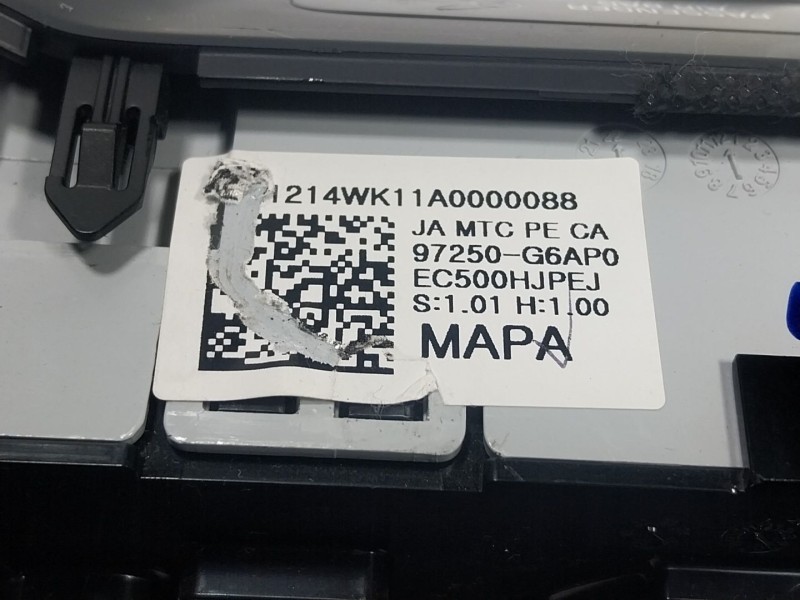 1214WK11A0000088
JA MTC PE CA
97250-G6AP0
EC500HJPEJ
S:1.01 H:1.00
MAPA